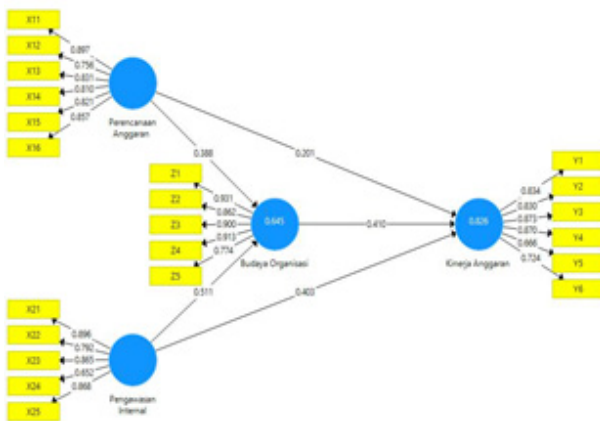 X11
X12
X13
X14
X15
X16
0.897
0.756
0.831
0.810
0.821
0.857
Perencanaan
Anggaran
0.388
0.201
Z1
Z2
Z3
Z4
Z5
0.931
0.862
0.900
0.913
0.774
0.645
Budaya Organisasi
0.410
0.826
Kinerja Anggaran
0.834
0.830
0.873
0.870
0.666
0.724
Y1
Y2
Y3
Y4
Y5
Y6
0.511
0.403
X21
X22
X23
X24
X25
0.896
0.792
0.865
0.652
0.868
Pengawasan
Internal